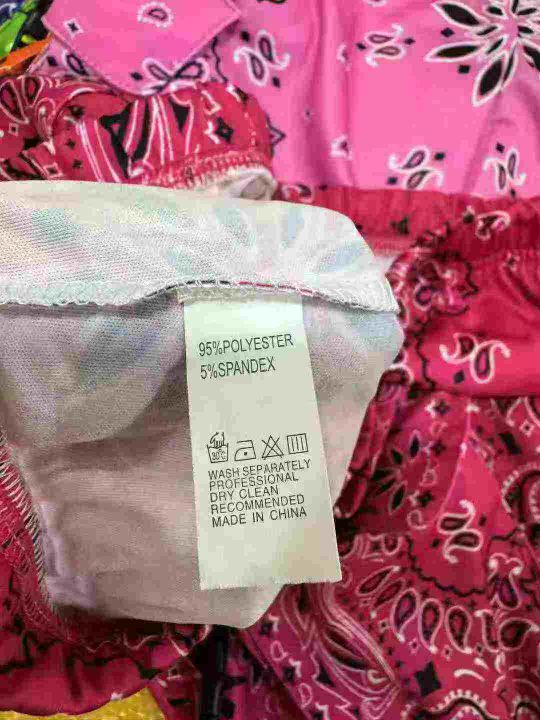 95%POLYESTER
5%SPANDEX
30°C
WASH SEPARATELY
PROFESSIONAL
DRY CLEAN
RECOMMENDED
MADE IN CHINA